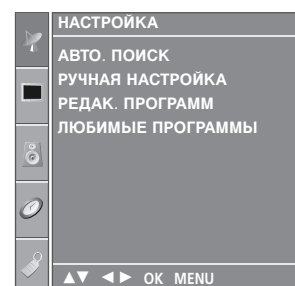 НАСТРОЙКА
АВТО. ПОИСК
РУЧНАЯ НАСТРОЙКА
РЕДАК. ПРОГРАММ
ЛЮБИМЫЕ ПРОГРАММЫ
▲▼ ◄► OK MENU